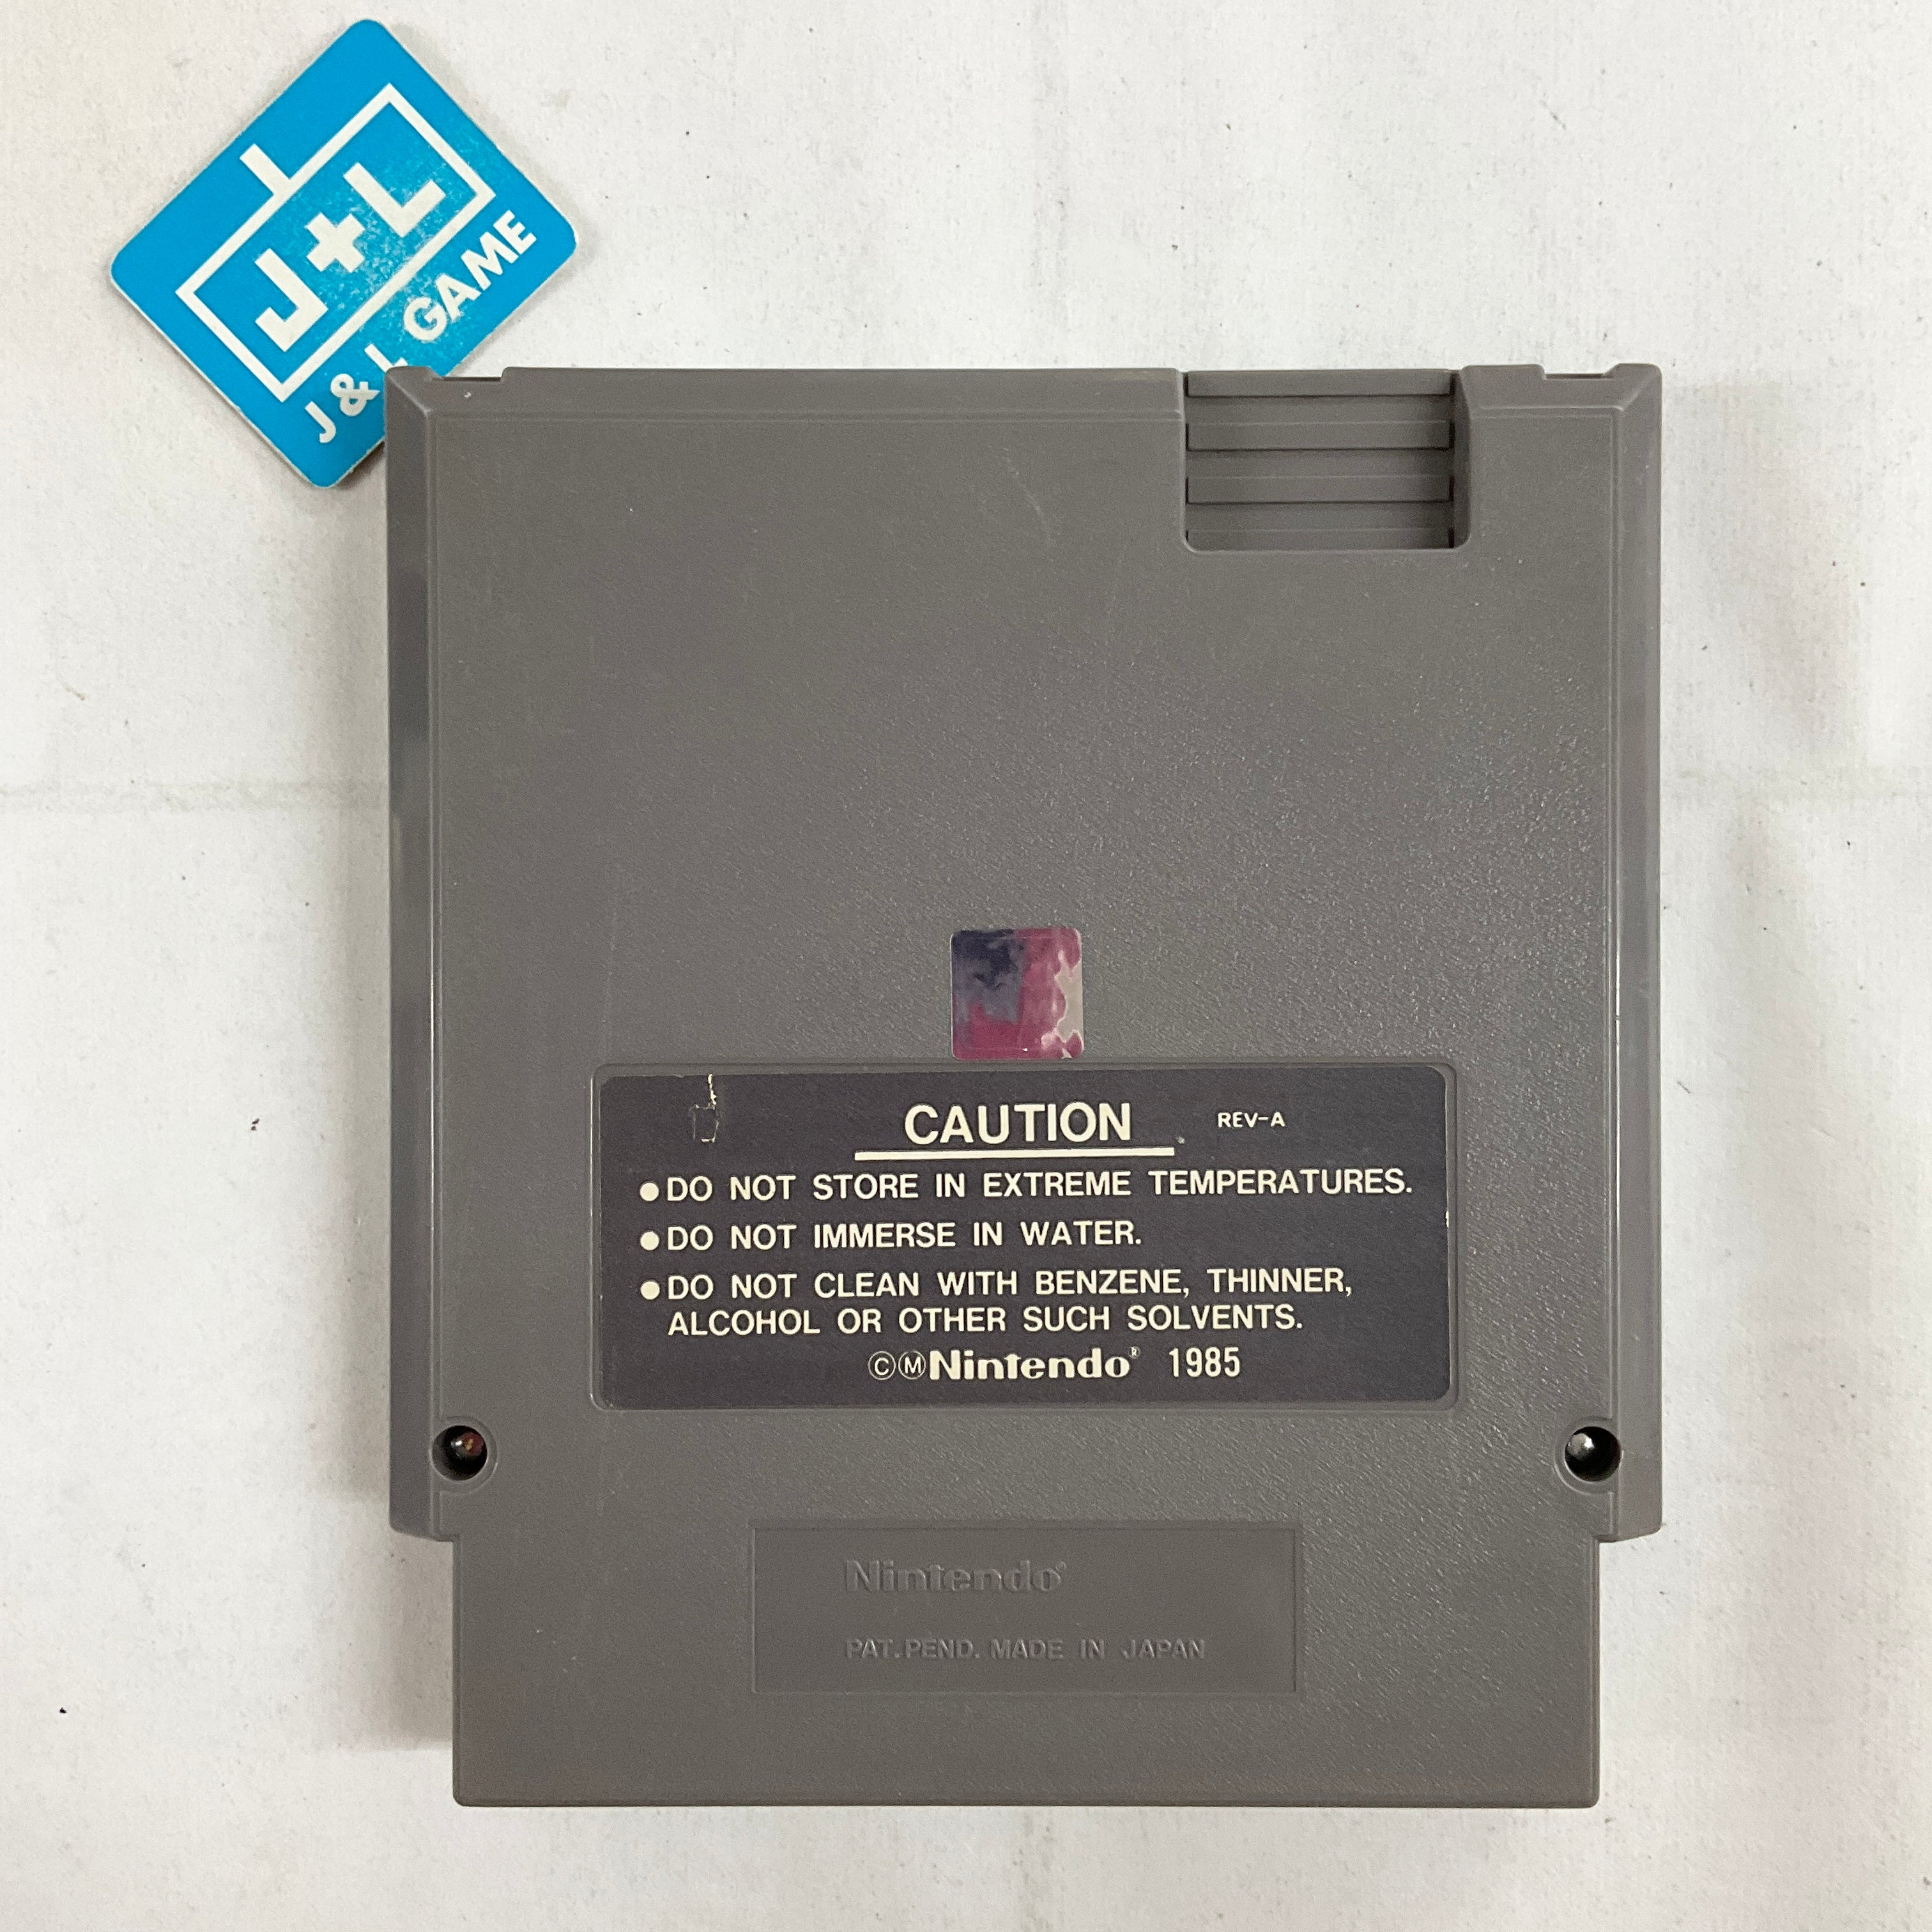 J+L
J & L GAME
CAUTION REV-A
●DO NOT STORE IN EXTREME TEMPERATURES.
●DO NOT IMMERSE IN WATER.
●DO NOT CLEAN WITH BENZENE, THINNER,
ALCOHOL OR OTHER SUCH SOLVENTS.
ⒸⓂNintendo® 1985
Nintendo®
PAT.PEND. MADE IN JAPAN